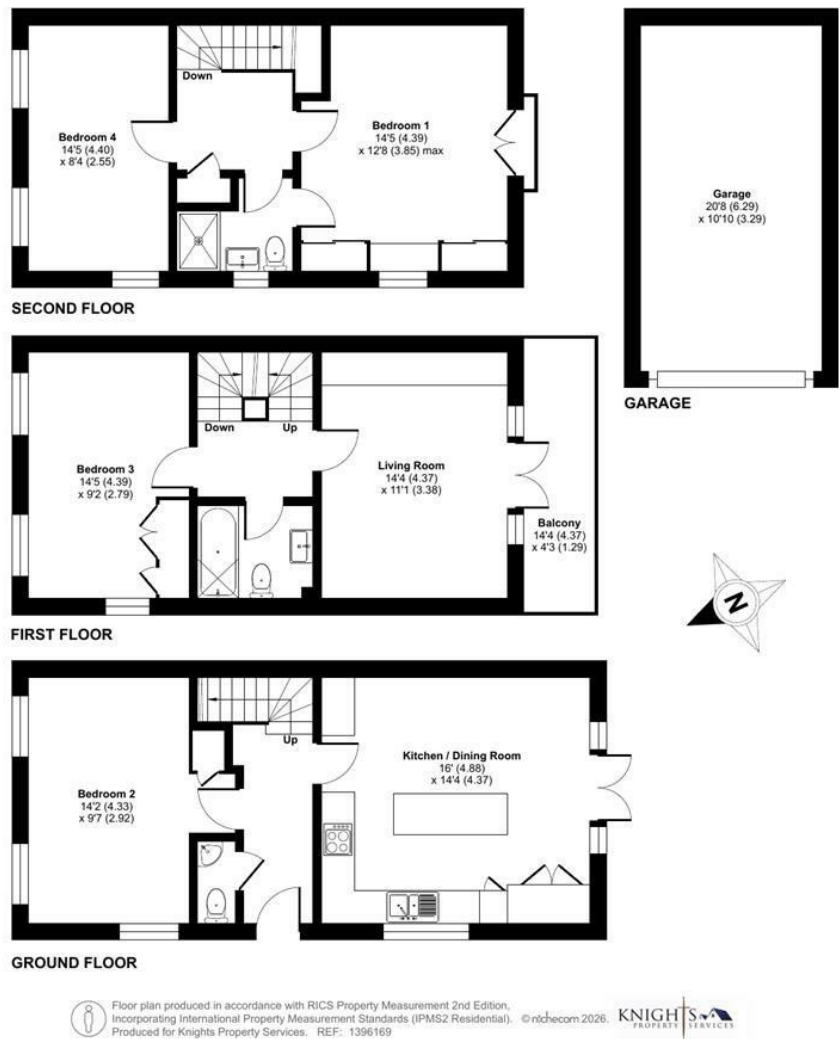 Down
Bedroom 4
14'5 (4.40)
x 8'4 (2.55)
Bedroom 1
14'5 (4.39)
x 12'8 (3.85) max
SECOND FLOOR
Garage
20'8 (6.29)
x 10'10 (3.29)
GARAGE
Down
Up
Bedroom 3
14'5 (4.39)
x 9'2 (2.79)
Living Room
14'4 (4.37)
x 11'1 (3.38)
Balcony
14'4 (4.37)
x 4'3 (1.29)
FIRST FLOOR
N
Up
Bedroom 2
14'2 (4.33)
x 9'7 (2.92)
Kitchen / Dining Room
16' (4.88)
x 14'4 (4.37)
GROUND FLOOR
Floor plan produced in accordance with RICS Property Measurement 2nd Edition,
Incorporating International Property Measurement Standards (IPMS2 Residential). ©nichecom 2026.
Produced for Knights Property Services. REF: 1396169
KNIGHTS
PROPERTY SERVICES